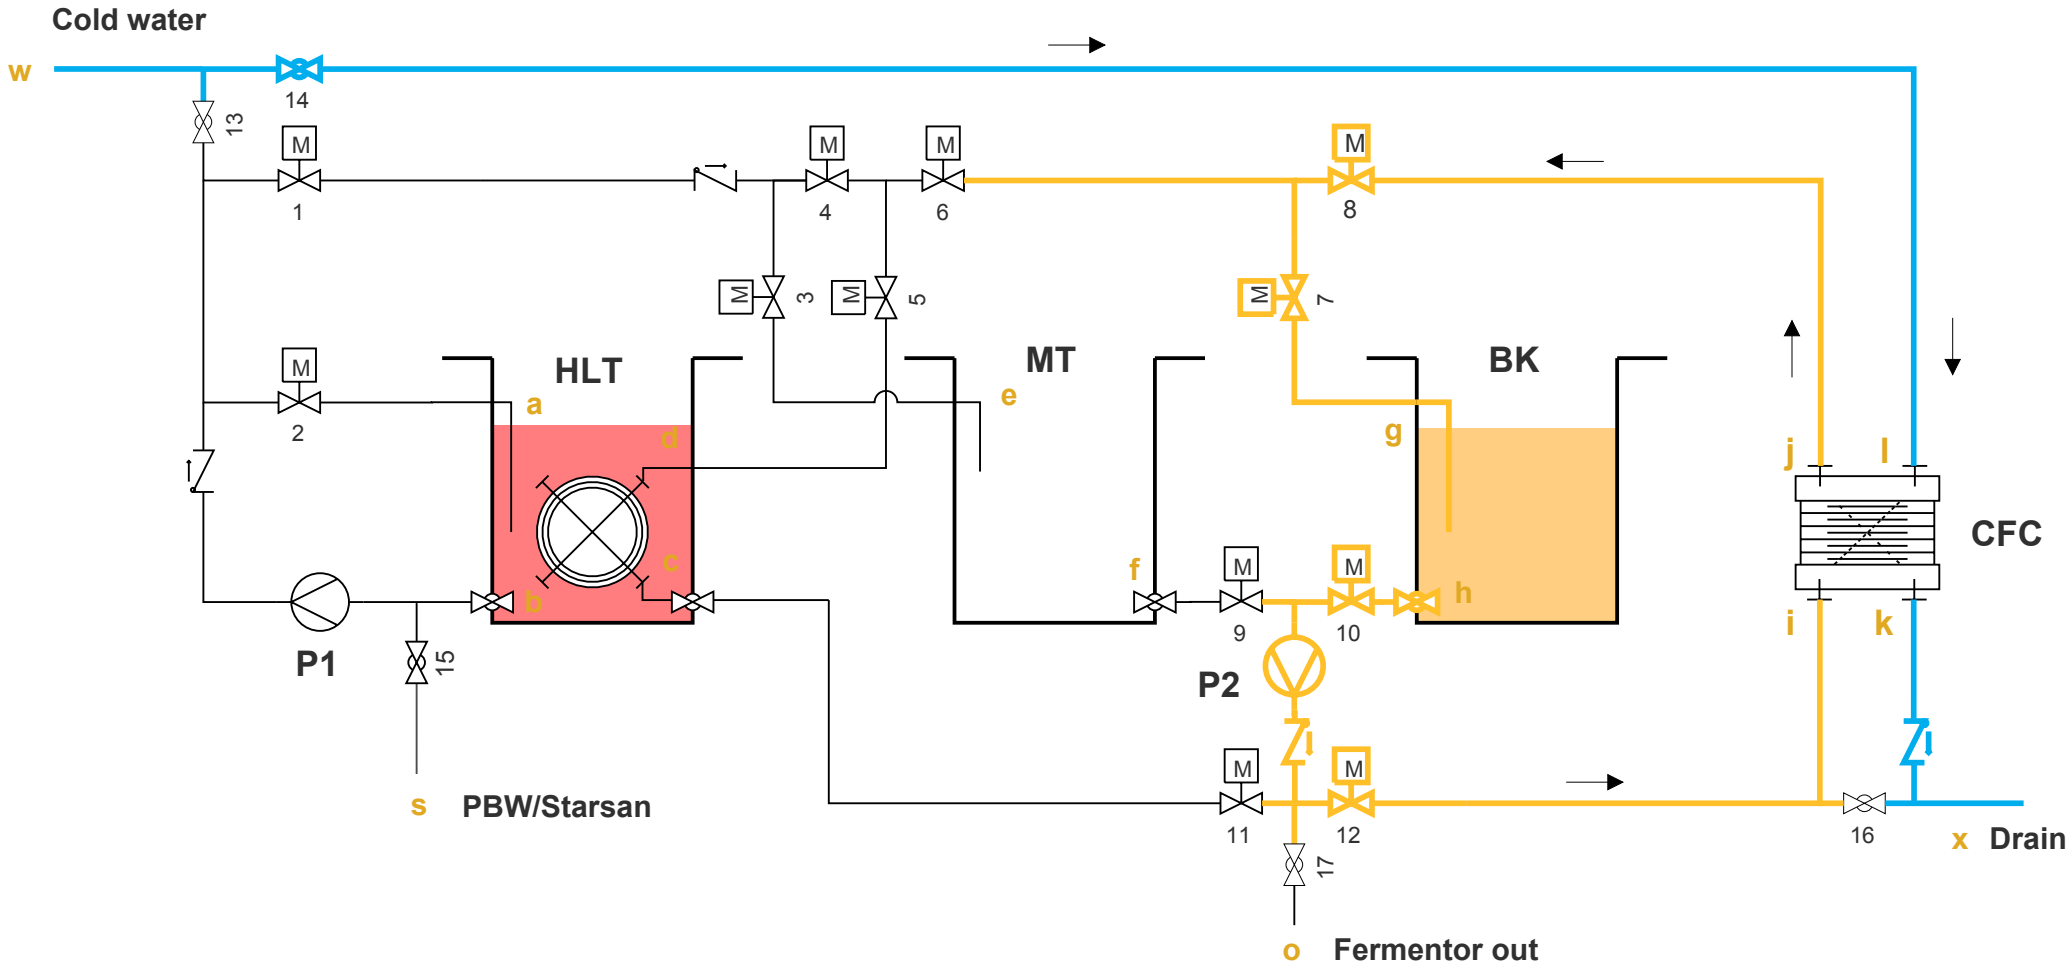 Cold water
w
14
13
M
M
M
M
1
4
6
8
M
3
M
5
M
7
M
HLT
MT
BK
a
e
2
d
g
j
l
CFC
c
M
M
f
b
h
9
10
i
k
P1
15
P2
M
M
s
PBW/Starsan
11
12
16
x
Drain
17
o
Fermentor out